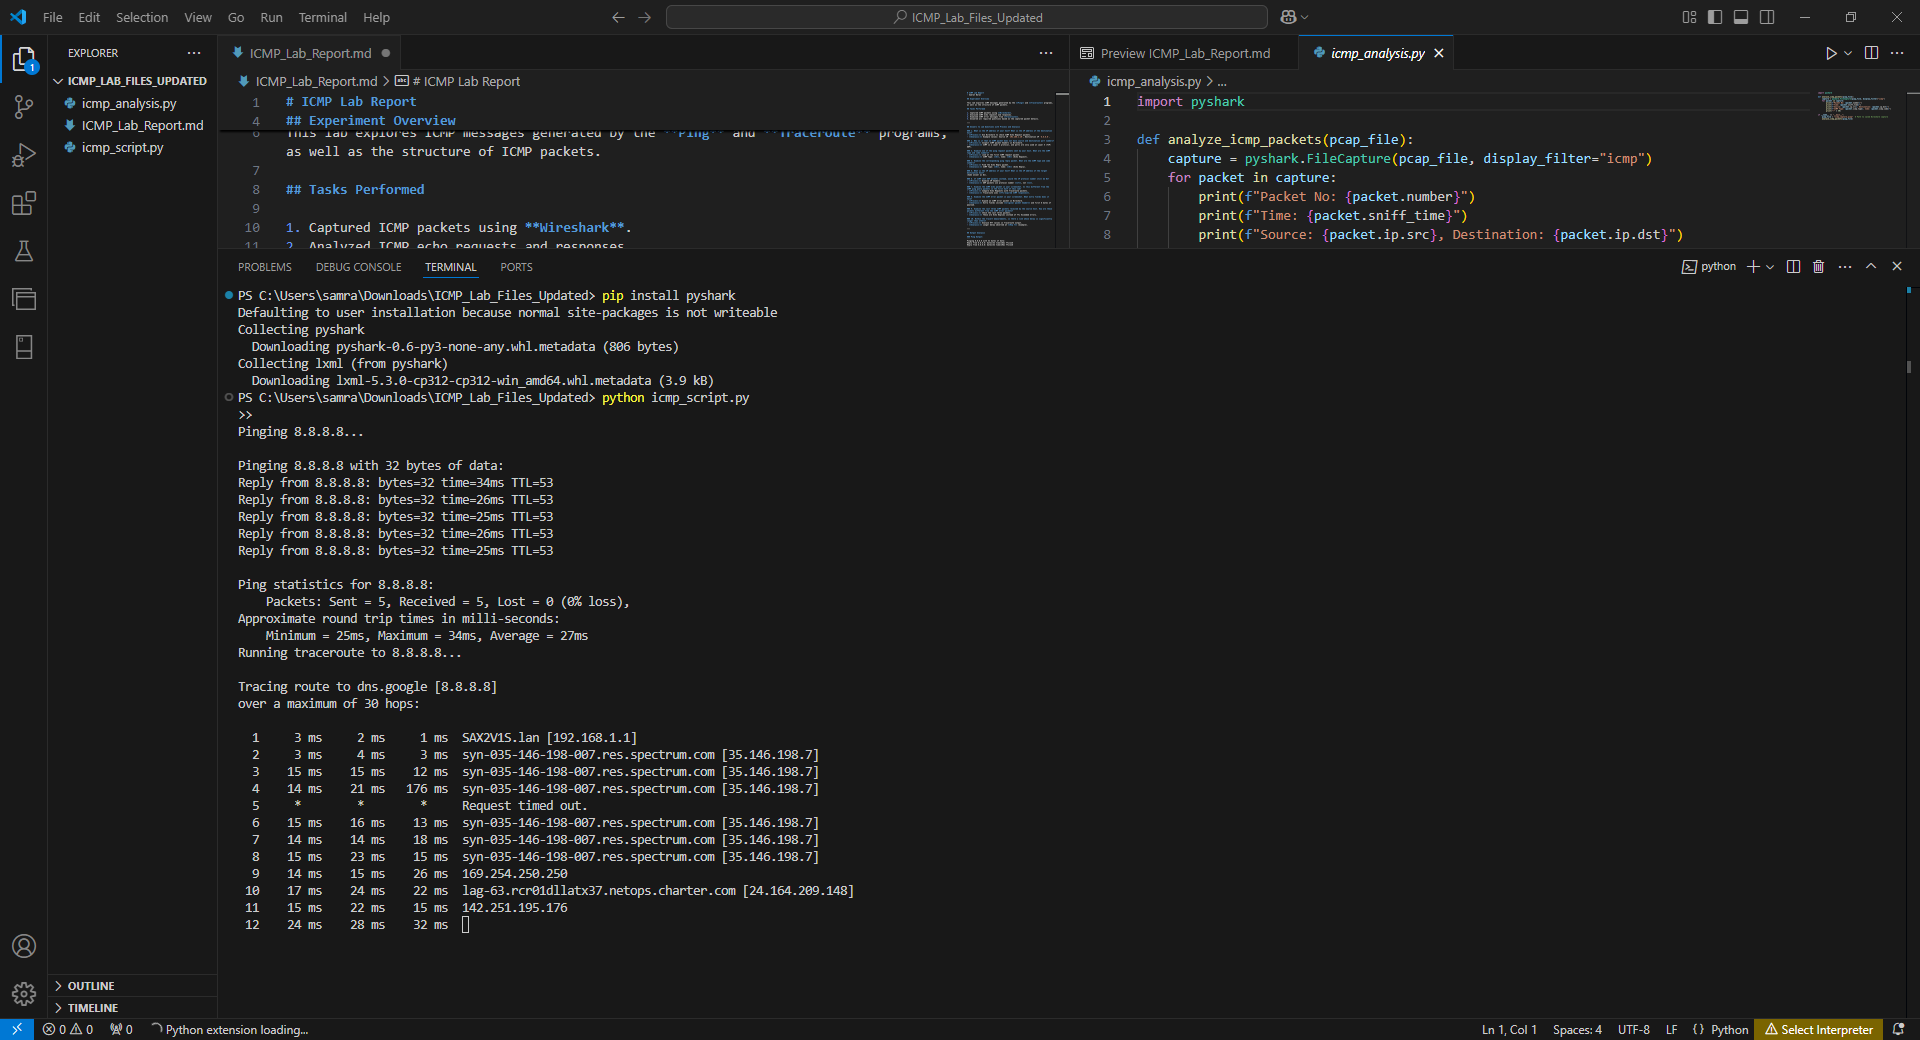 File Edit Selection View Go Run Terminal Help
ICMP_Lab_Files_Updated
EXPLORER
ICMP_LAB_FILES_UPDATED
icmp_analysis.py
ICMP_Lab_Report.md
icmp_script.py
1
OUTLINE
TIMELINE
ICMP_Lab_Report.md
ICMP_Lab_Report.md > # ICMP Lab Report
1 # ICMP Lab Report
4 ## Experiment Overview
6 This lab explores ICMP messages generated by the **Ping** and **Traceroute** programs,
as well as the structure of ICMP packets.
7
8 ## Tasks Performed
9
10 1. Captured ICMP packets using **Wireshark**.
11 2. Analyzed ICMP echo requests and responses
Preview ICMP_Lab_Report.md
icmp_analysis.py
icmp_analysis.py > ...
1 import pyshark
2
3 def analyze_icmp_packets(pcap_file):
4 capture = pyshark.FileCapture(pcap_file, display_filter="icmp")
5 for packet in capture:
6 print(f"Packet No: {packet.number}")
7 print(f"Time: {packet.sniff_time}")
8 print(f"Source: {packet.ip.src}, Destination: {packet.ip.dst}")
PROBLEMS DEBUG CONSOLE TERMINAL PORTS
python
PS C:\Users\samra\Downloads\ICMP_Lab_Files_Updated> pip install pyshark
Defaulting to user installation because normal site-packages is not writeable
Collecting pyshark
Downloading pyshark-0.6-py3-none-any.whl.metadata (806 bytes)
Collecting lxml (from pyshark)
Downloading lxml-5.3.0-cp312-cp312-win_amd64.whl.metadata (3.9 kB)
PS C:\Users\samra\Downloads\ICMP_Lab_Files_Updated> python icmp_script.py
>>
Pinging 8.8.8.8...
Pinging 8.8.8.8 with 32 bytes of data:
Reply from 8.8.8.8: bytes=32 time=34ms TTL=53
Reply from 8.8.8.8: bytes=32 time=26ms TTL=53
Reply from 8.8.8.8: bytes=32 time=25ms TTL=53
Reply from 8.8.8.8: bytes=32 time=26ms TTL=53
Reply from 8.8.8.8: bytes=32 time=25ms TTL=53
Ping statistics for 8.8.8.8:
Packets: Sent = 5, Received = 5, Lost = 0 (0% loss),
Approximate round trip times in milli-seconds:
Minimum = 25ms, Maximum = 34ms, Average = 27ms
Running traceroute to 8.8.8.8...
Tracing route to dns.google [8.8.8.8]
over a maximum of 30 hops:
1 3 ms 2 ms 1 ms SAX2V1S.lan [192.168.1.1]
2 3 ms 4 ms 3 ms syn-035-146-198-007.res.spectrum.com [35.146.198.7]
3 15 ms 15 ms 12 ms syn-035-146-198-007.res.spectrum.com [35.146.198.7]
4 14 ms 21 ms 176 ms syn-035-146-198-007.res.spectrum.com [35.146.198.7]
5 * * * Request timed out.
6 15 ms 16 ms 13 ms syn-035-146-198-007.res.spectrum.com [35.146.198.7]
7 14 ms 14 ms 18 ms syn-035-146-198-007.res.spectrum.com [35.146.198.7]
8 15 ms 23 ms 15 ms syn-035-146-198-007.res.spectrum.com [35.146.198.7]
9 14 ms 15 ms 26 ms 169.254.250.250
10 17 ms 24 ms 22 ms lag-63.rcr01dllatx37.netops.charter.com [24.164.209.148]
11 15 ms 22 ms 15 ms 142.251.195.176
12 24 ms 28 ms 32 ms
0 0 0 Python extension loading...
Ln 1, Col 1 Spaces: 4 UTF-8 LF {} Python Select Interpreter